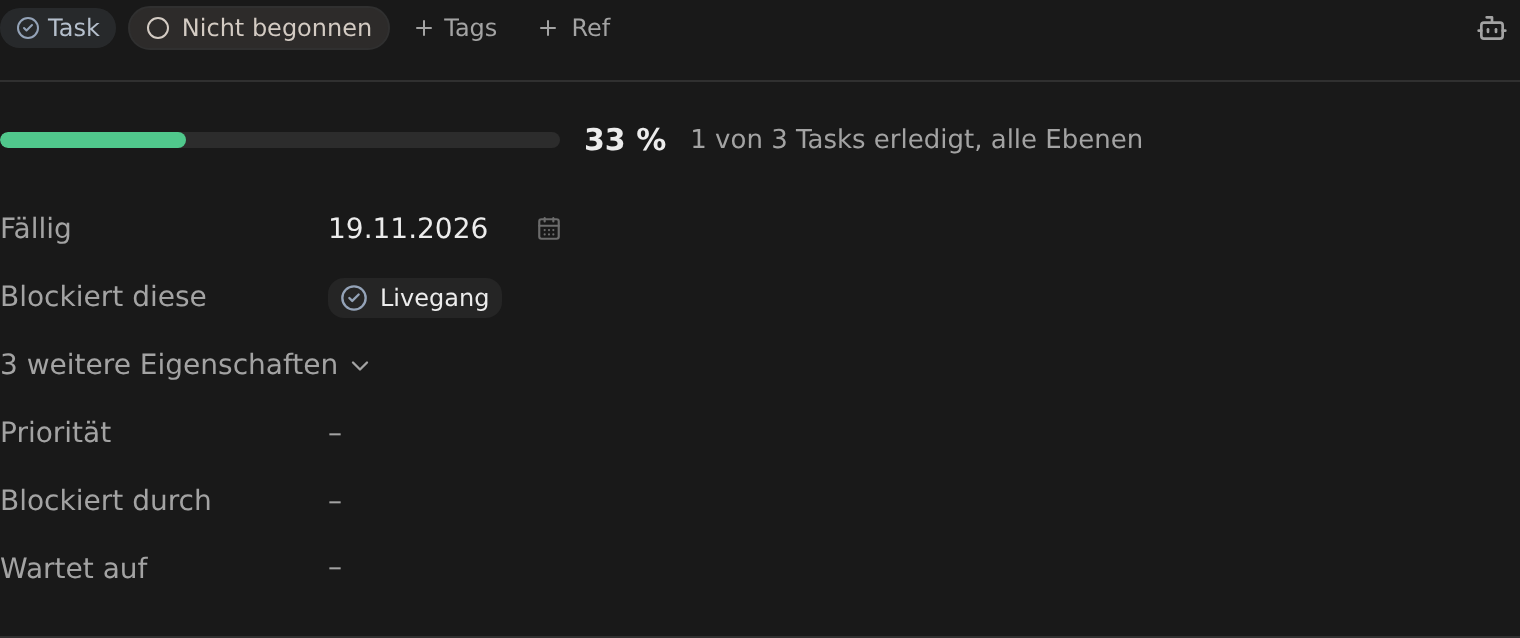 Task Nicht begonnen + Tags + Ref
33 % 1 von 3 Tasks erledigt, alle Ebenen
Fällig 19.11.2026
Blockiert diese Livegang
3 weitere Eigenschaften
Priorität –
Blockiert durch –
Wartet auf –